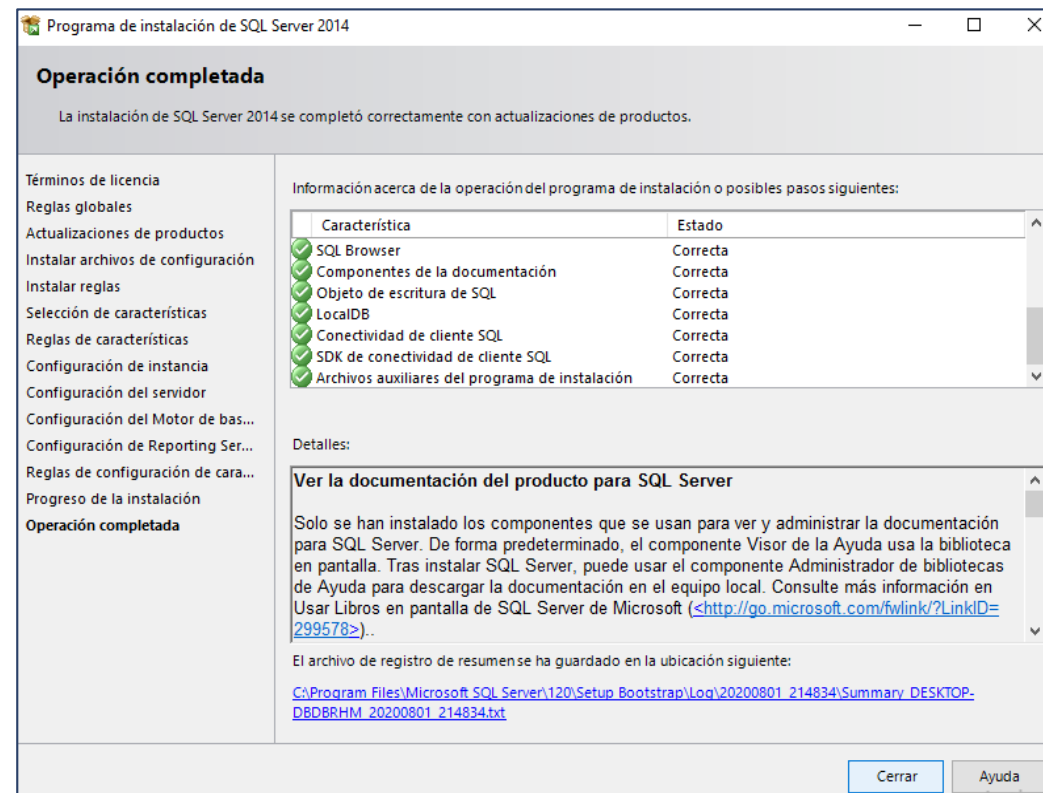 Programa de instalación de SQL Server 2014
Operación completada
La instalación de SQL Server 2014 se completó correctamente con actualizaciones de productos.
Términos de licencia
Reglas globales
Actualizaciones de productos
Instalar archivos de configuración
Instalar reglas
Selección de características
Reglas de características
Configuración de instancia
Configuración del servidor
Configuración del Motor de bas...
Configuración de Reporting Ser...
Reglas de configuración de cara...
Progreso de la instalación
Operación completada
Información acerca de la operación del programa de instalación o posibles pasos siguientes:
Característica Estado
SQL Browser Correcta
Componentes de la documentación Correcta
Objeto de escritura de SQL Correcta
LocalDB Correcta
Conectividad de cliente SQL Correcta
SDK de conectividad de cliente SQL Correcta
Archivos auxiliares del programa de instalación Correcta
Detalles:
Ver la documentación del producto para SQL Server
Solo se han instalado los componentes que se usan para ver y administrar la documentación
para SQL Server. De forma predeterminado, el componente Visor de la Ayuda usa la biblioteca
en pantalla. Tras instalar SQL Server, puede usar el componente Administrador de bibliotecas
de Ayuda para descargar la documentación en el equipo local. Consulte más información en
Usar Libros en pantalla de SQL Server de Microsoft (<http://go.microsoft.com/fwlink/?LinkID=
299578>)..
El archivo de registro de resumen se ha guardado en la ubicación siguiente:
C:\Program Files\Microsoft SQL Server\120\Setup Bootstrap\Log\20200801_214834\Summary_DESKTOP-
DBDBRHM_20200801_214834.txt
Cerrar Ayuda